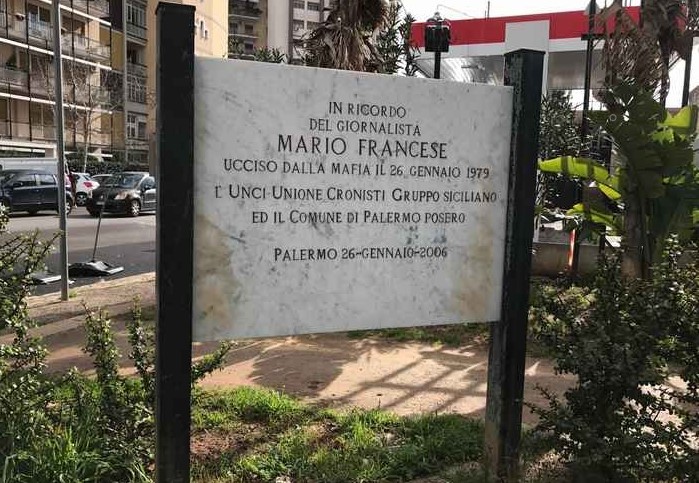 IN RICORDO
DEL GIORNALISTA
MARIO FRANCESE
UCCISO DALLA MAFIA IL 26 GENNAIO 1979
L' UNCI UNIONE CRONISTI GRUPPO SICILIANO
ED IL COMUNE DI PALERMO POSERO
PALERMO 26-GENNAIO-2006